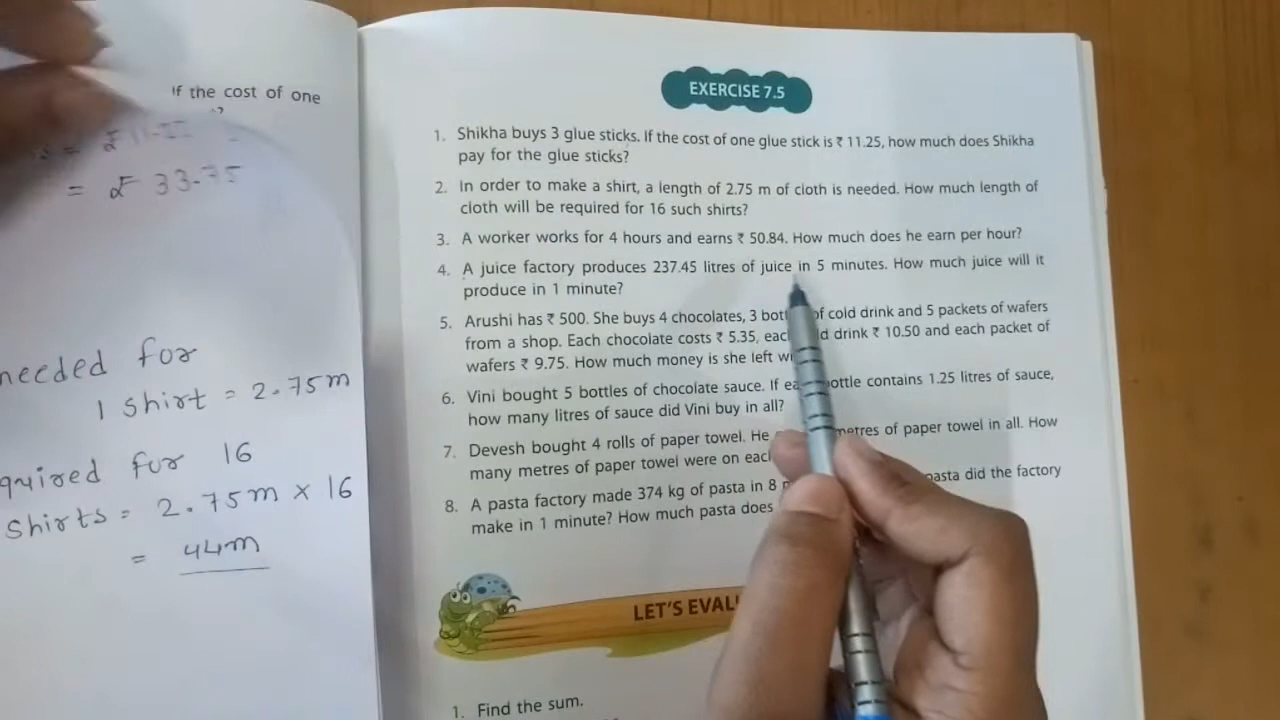 If the cost of one
= ₹ 11.25
= ₹ 33.75
needed for
1 shirt = 2.75m
quired for 16
shirts = 2.75m × 16
= 44m
EXERCISE 7.5
1. Shikha buys 3 glue sticks. If the cost of one glue stick is ₹ 11.25, how much does Shikha
pay for the glue sticks?
2. In order to make a shirt, a length of 2.75 m of cloth is needed. How much length of
cloth will be required for 16 such shirts?
3. A worker works for 4 hours and earns ₹ 50.84. How much does he earn per hour?
4. A juice factory produces 237.45 litres of juice in 5 minutes. How much juice will it
produce in 1 minute?
5. Arushi has ₹ 500. She buys 4 chocolates, 3 bot of cold drink and 5 packets of wafers
from a shop. Each chocolate costs ₹ 5.35, eac d drink ₹ 10.50 and each packet of
wafers ₹ 9.75. How much money is she left w
6. Vini bought 5 bottles of chocolate sauce. If ea bottle contains 1.25 litres of sauce,
how many litres of sauce did Vini buy in all?
7. Devesh bought 4 rolls of paper towel. He metres of paper towel in all. How
many metres of paper towel were on eac
8. A pasta factory made 374 kg of pasta in 8 pasta did the factory
make in 1 minute? How much pasta does
LET'S EVAL
1. Find the sum.